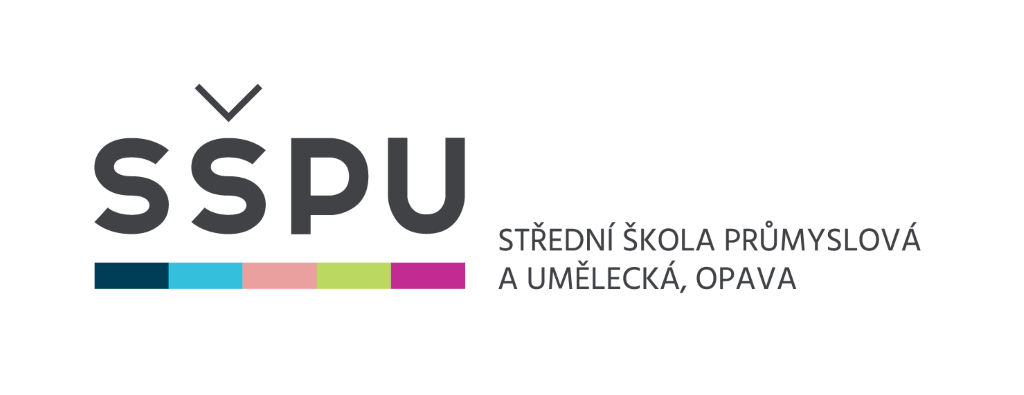 SŠPU
STŘEDNÍ ŠKOLA PRŮMYSLOVÁ
A UMĚLECKÁ, OPAVA